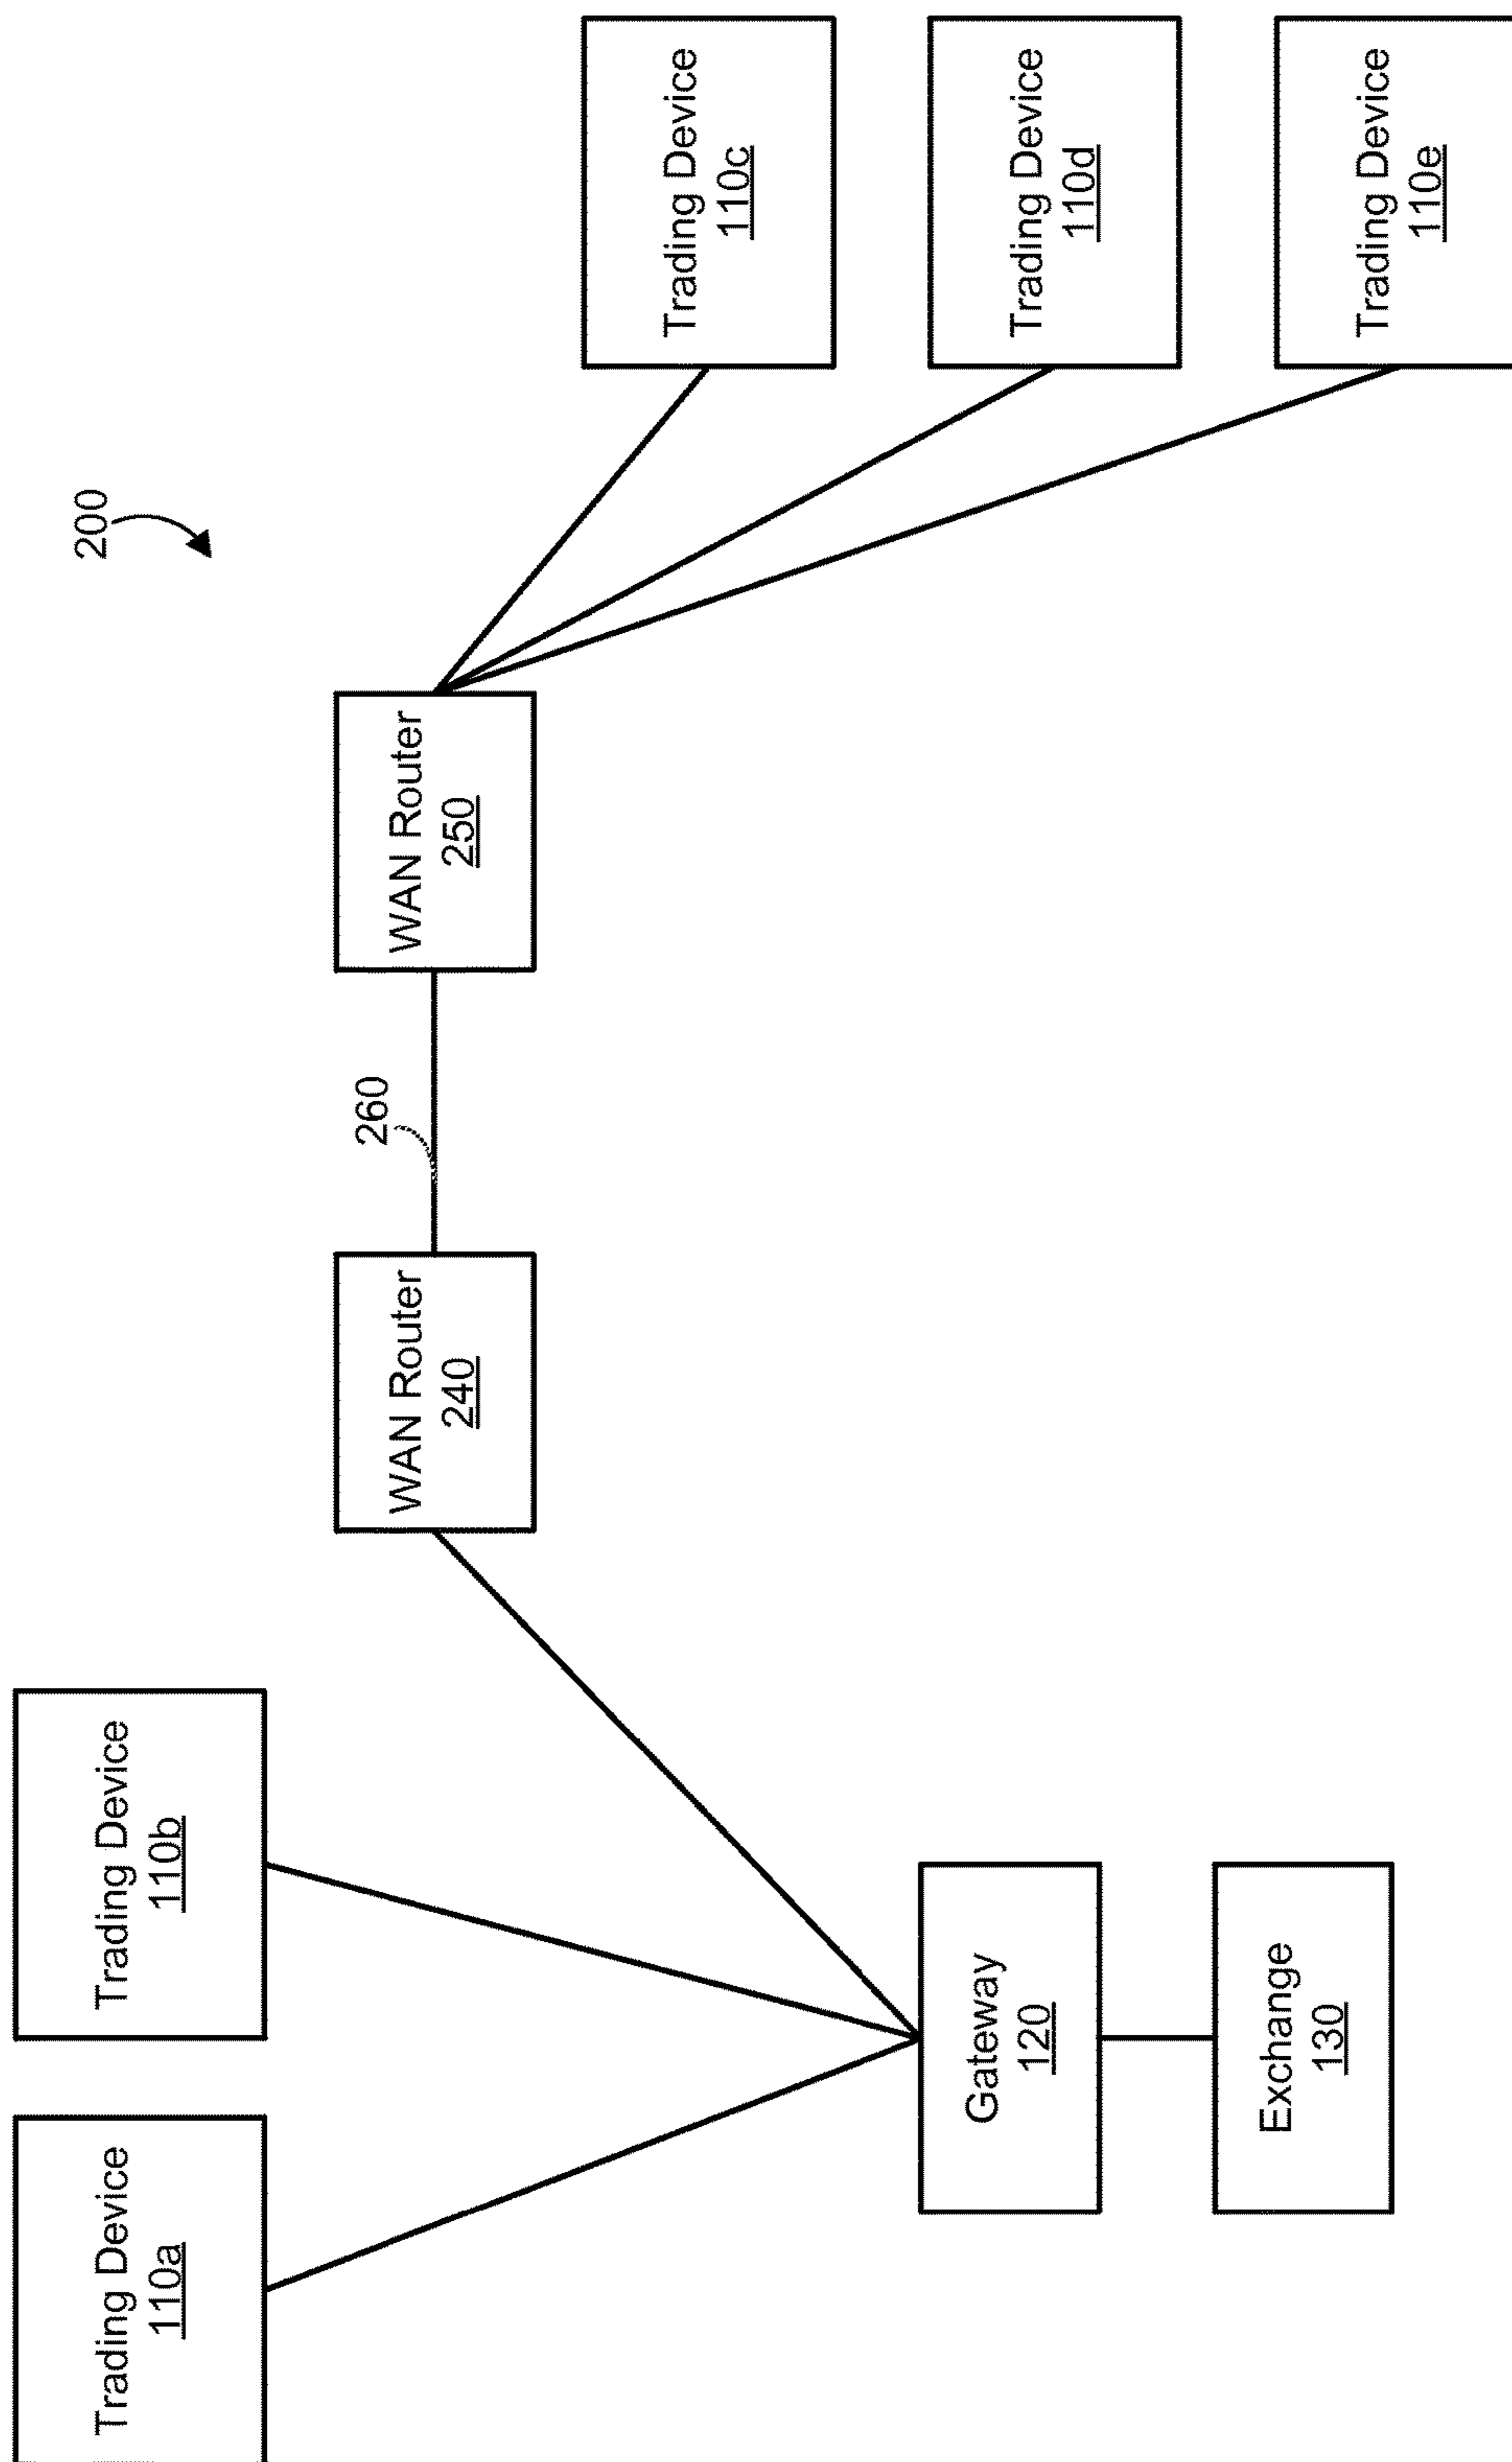 200
Trading Device
110a
Trading Device
110b
WAN Router
240
260
WAN Router
250
Trading Device
110c
Trading Device
110d
Trading Device
110e
Gateway
120
Exchange
130